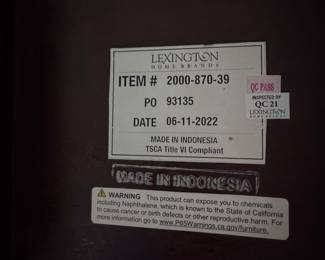 LEXINGTON
HOME BRANDS
ITEM # 2000-870-39
PO 93135
DATE 06-11-2022
MADE IN INDONESIA
TSCA Title VI Compliant
QC PASS
INSPECTED BY
QC 21
LEXINGTON
MADE IN INDONESIA
WARNING This product can expose you to chemicals
including Naphthalene, which is known to the State of California
to cause cancer or birth defects or other reproductive harm. For
more information go to www.P65Warnings.ca.gov/furniture.